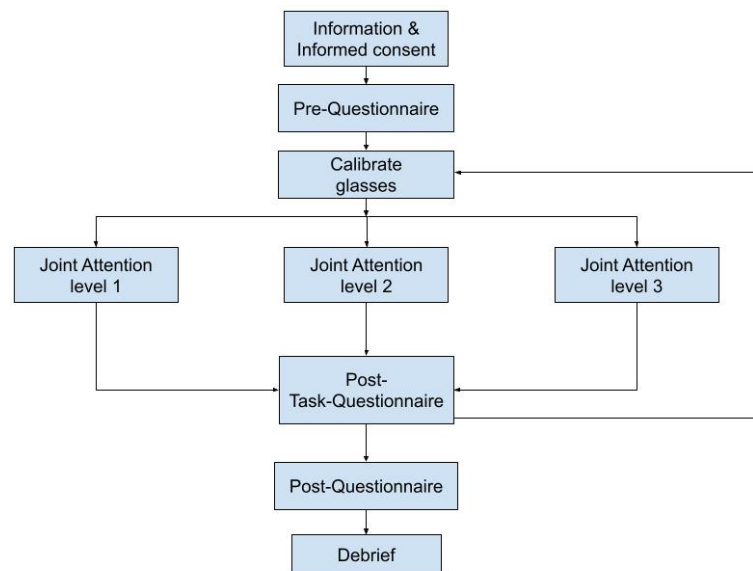 Information &
Informed consent
Pre-Questionnaire
Calibrate
glasses
Joint Attention
level 1
Joint Attention
level 2
Joint Attention
level 3
Post-
Task-Questionnaire
Post-Questionnaire
Debrief